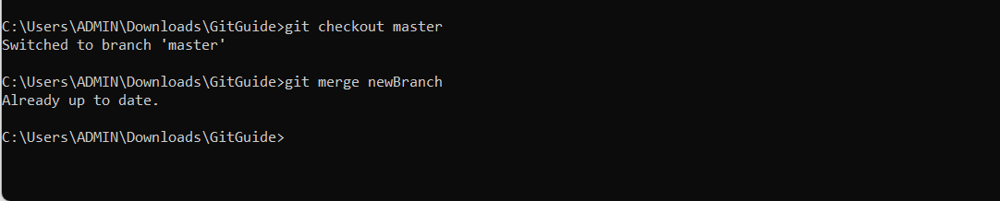 C:\Users\ADMIN\Downloads\GitGuide>git checkout master
Switched to branch 'master'
C:\Users\ADMIN\Downloads\GitGuide>git merge newBranch
Already up to date.
C:\Users\ADMIN\Downloads\GitGuide>